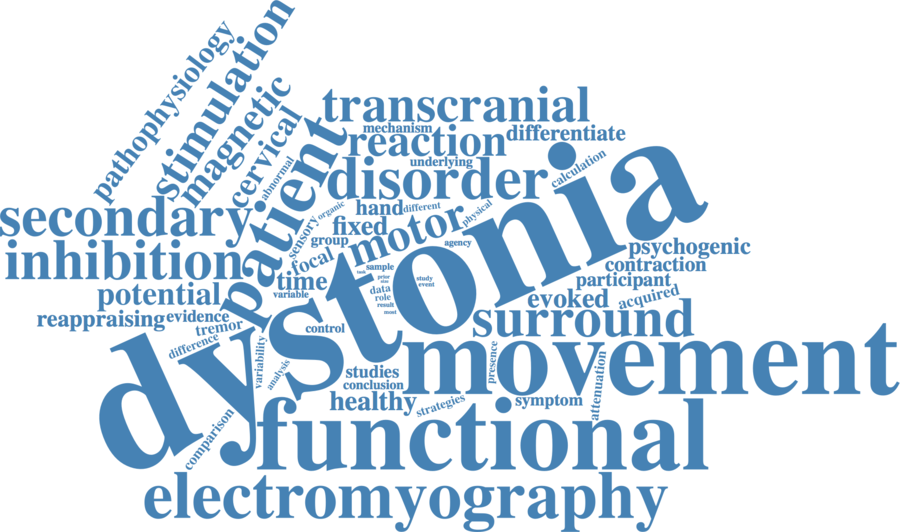 pathophysiology
stimulation
magnetic
cervical
abnormal
patient
transcranial
mechanism
reaction
differentiate
underlying
disorder
calculation
secondary
sensory
organic
hand
different
physical
fixed
group
motor
agency
dystonia
psychogenic
inhibition
focal
contraction
time
task
sample
participant
variable
prior
size
study
event
data
role
result
most
potential
evoked
acquired
reappraising
evidence
tremor
control
surround
difference
variability
analysis
studies
conclusion
movement
presence
attenuation
healthy
strategies
symptom
comparison
functional
electromyography